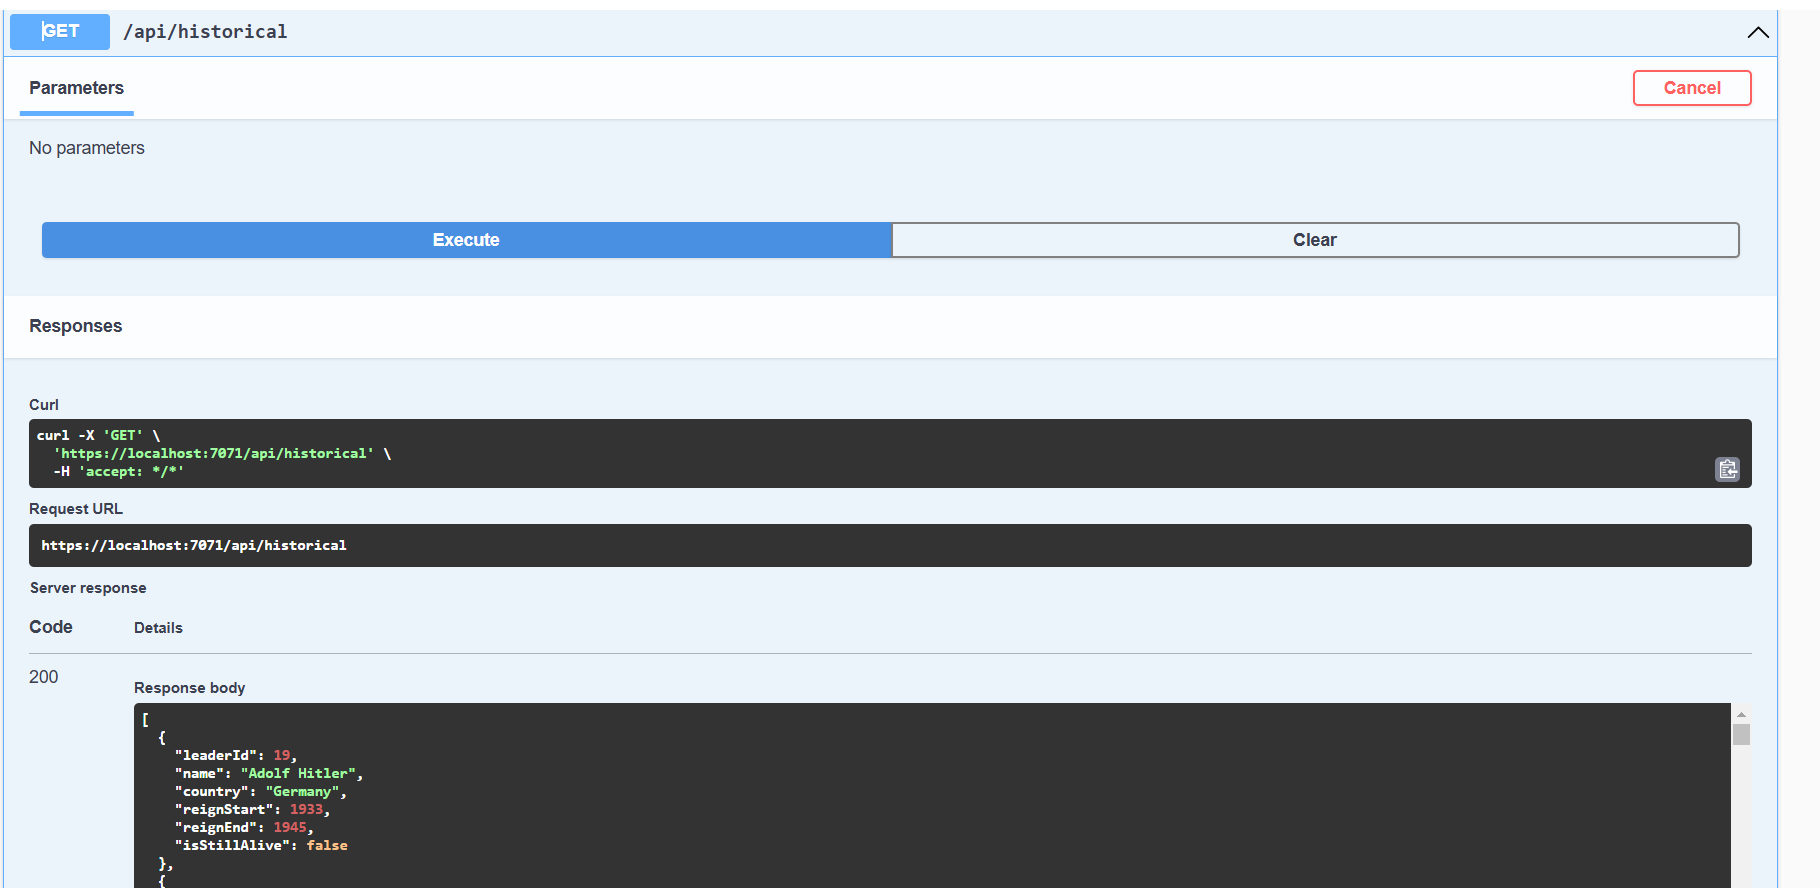 GET /api/historical
Parameters
Cancel
No parameters
Execute
Clear
Responses
Curl
curl -X 'GET' \
  'https://localhost:7071/api/historical' \
  -H 'accept: */*'
Request URL
https://localhost:7071/api/historical
Server response
Code Details
200
Response body
[
  {
    "leaderId": 19,
    "name": "Adolf Hitler",
    "country": "Germany",
    "reignStart": 1933,
    "reignEnd": 1945,
    "isStillAlive": false
  },
  {